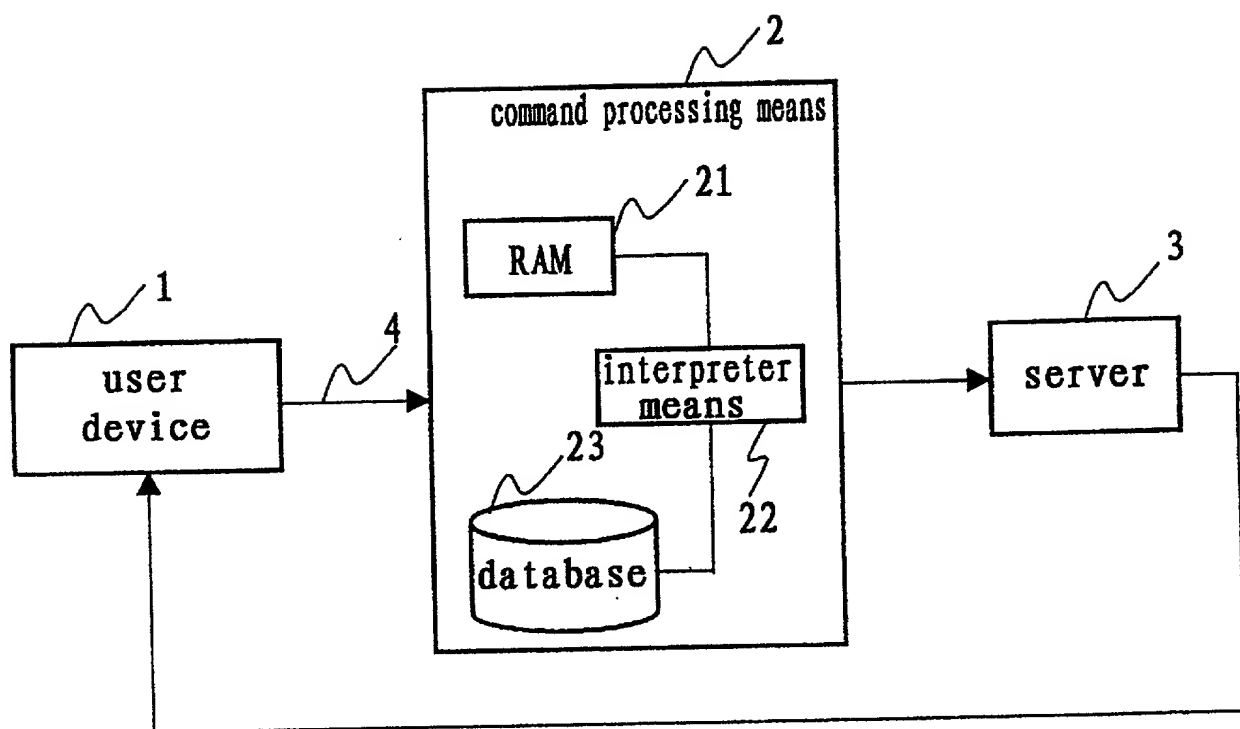 2
command processing means
21
RAM
1
3
4
user
device
interpreter
means
server
23
22
database